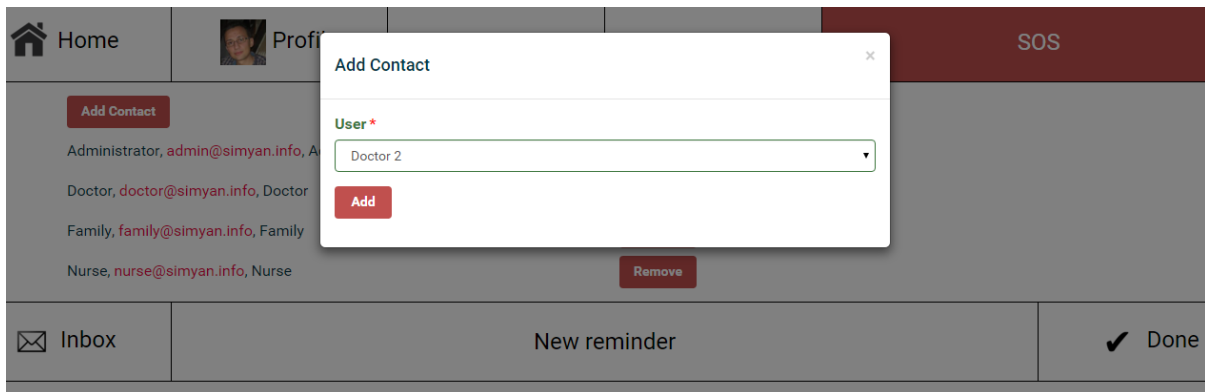 Home
Profi
SOS
Add Contact
×
User *
Doctor 2
Add
Add Contact
Administrator, admin@simyan.info, A
Doctor, doctor@simyan.info, Doctor
Family, family@simyan.info, Family
Nurse, nurse@simyan.info, Nurse
Remove
Inbox
New reminder
Done